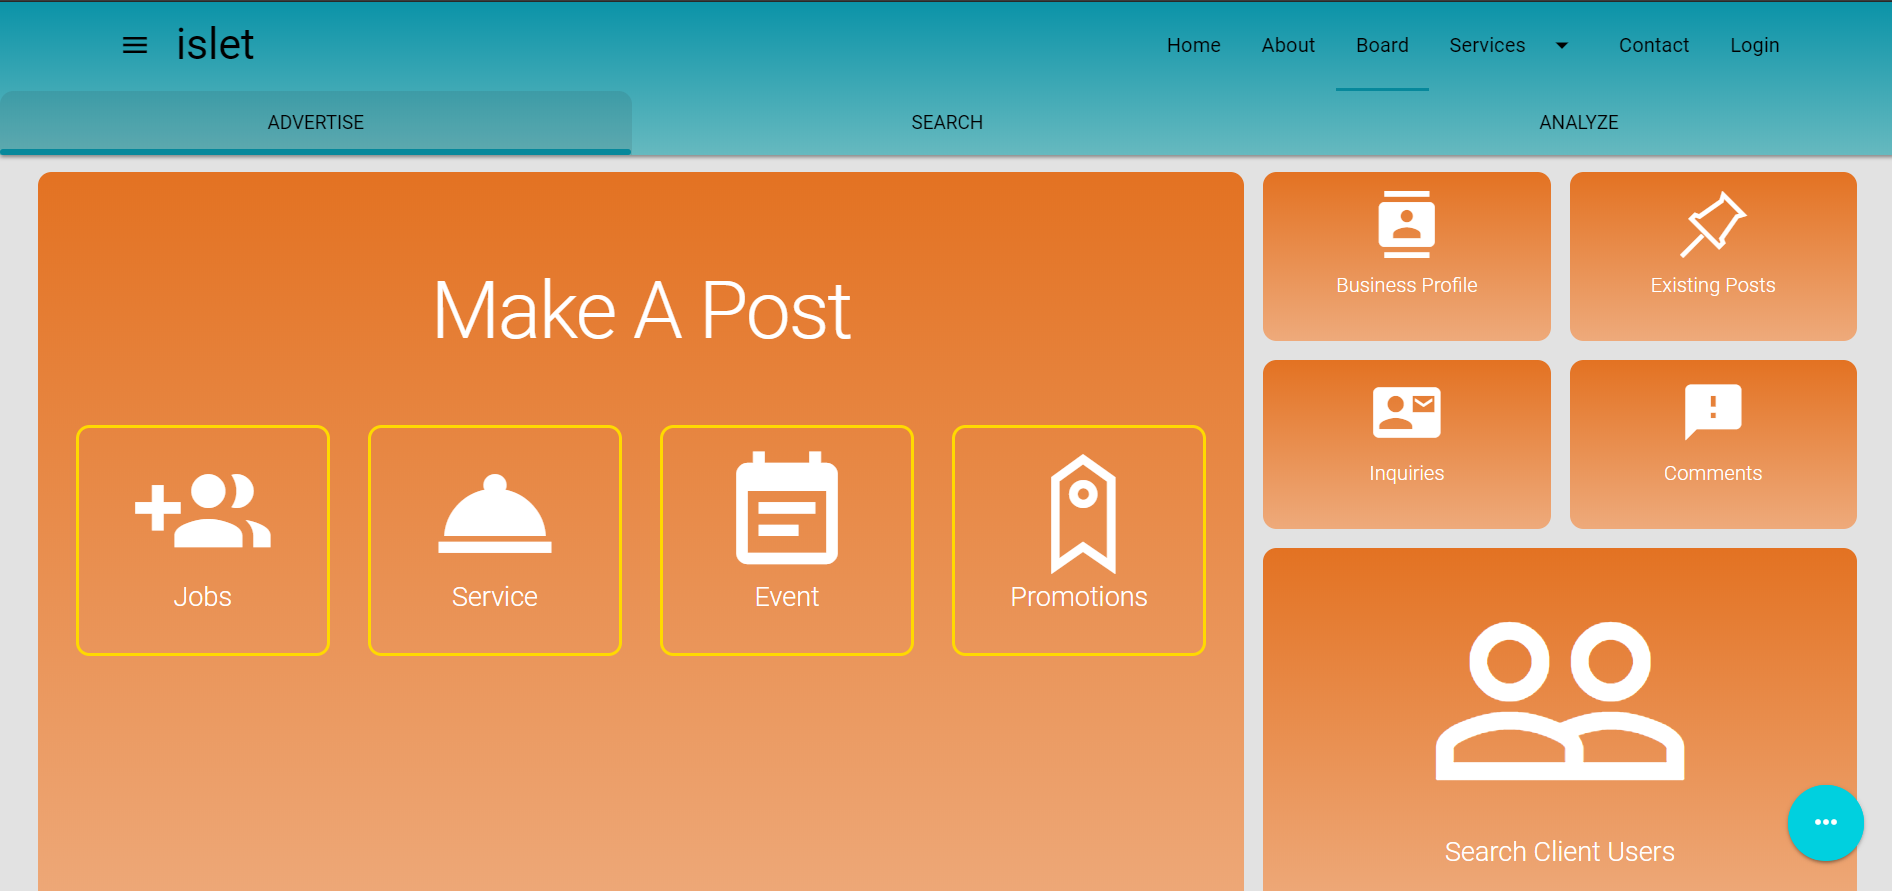 islet
Home About Board Services Contact Login
ADVERTISE SEARCH ANALYZE
Make A Post
Jobs Service Event Promotions
Business Profile Existing Posts
Inquiries Comments
Search Client Users